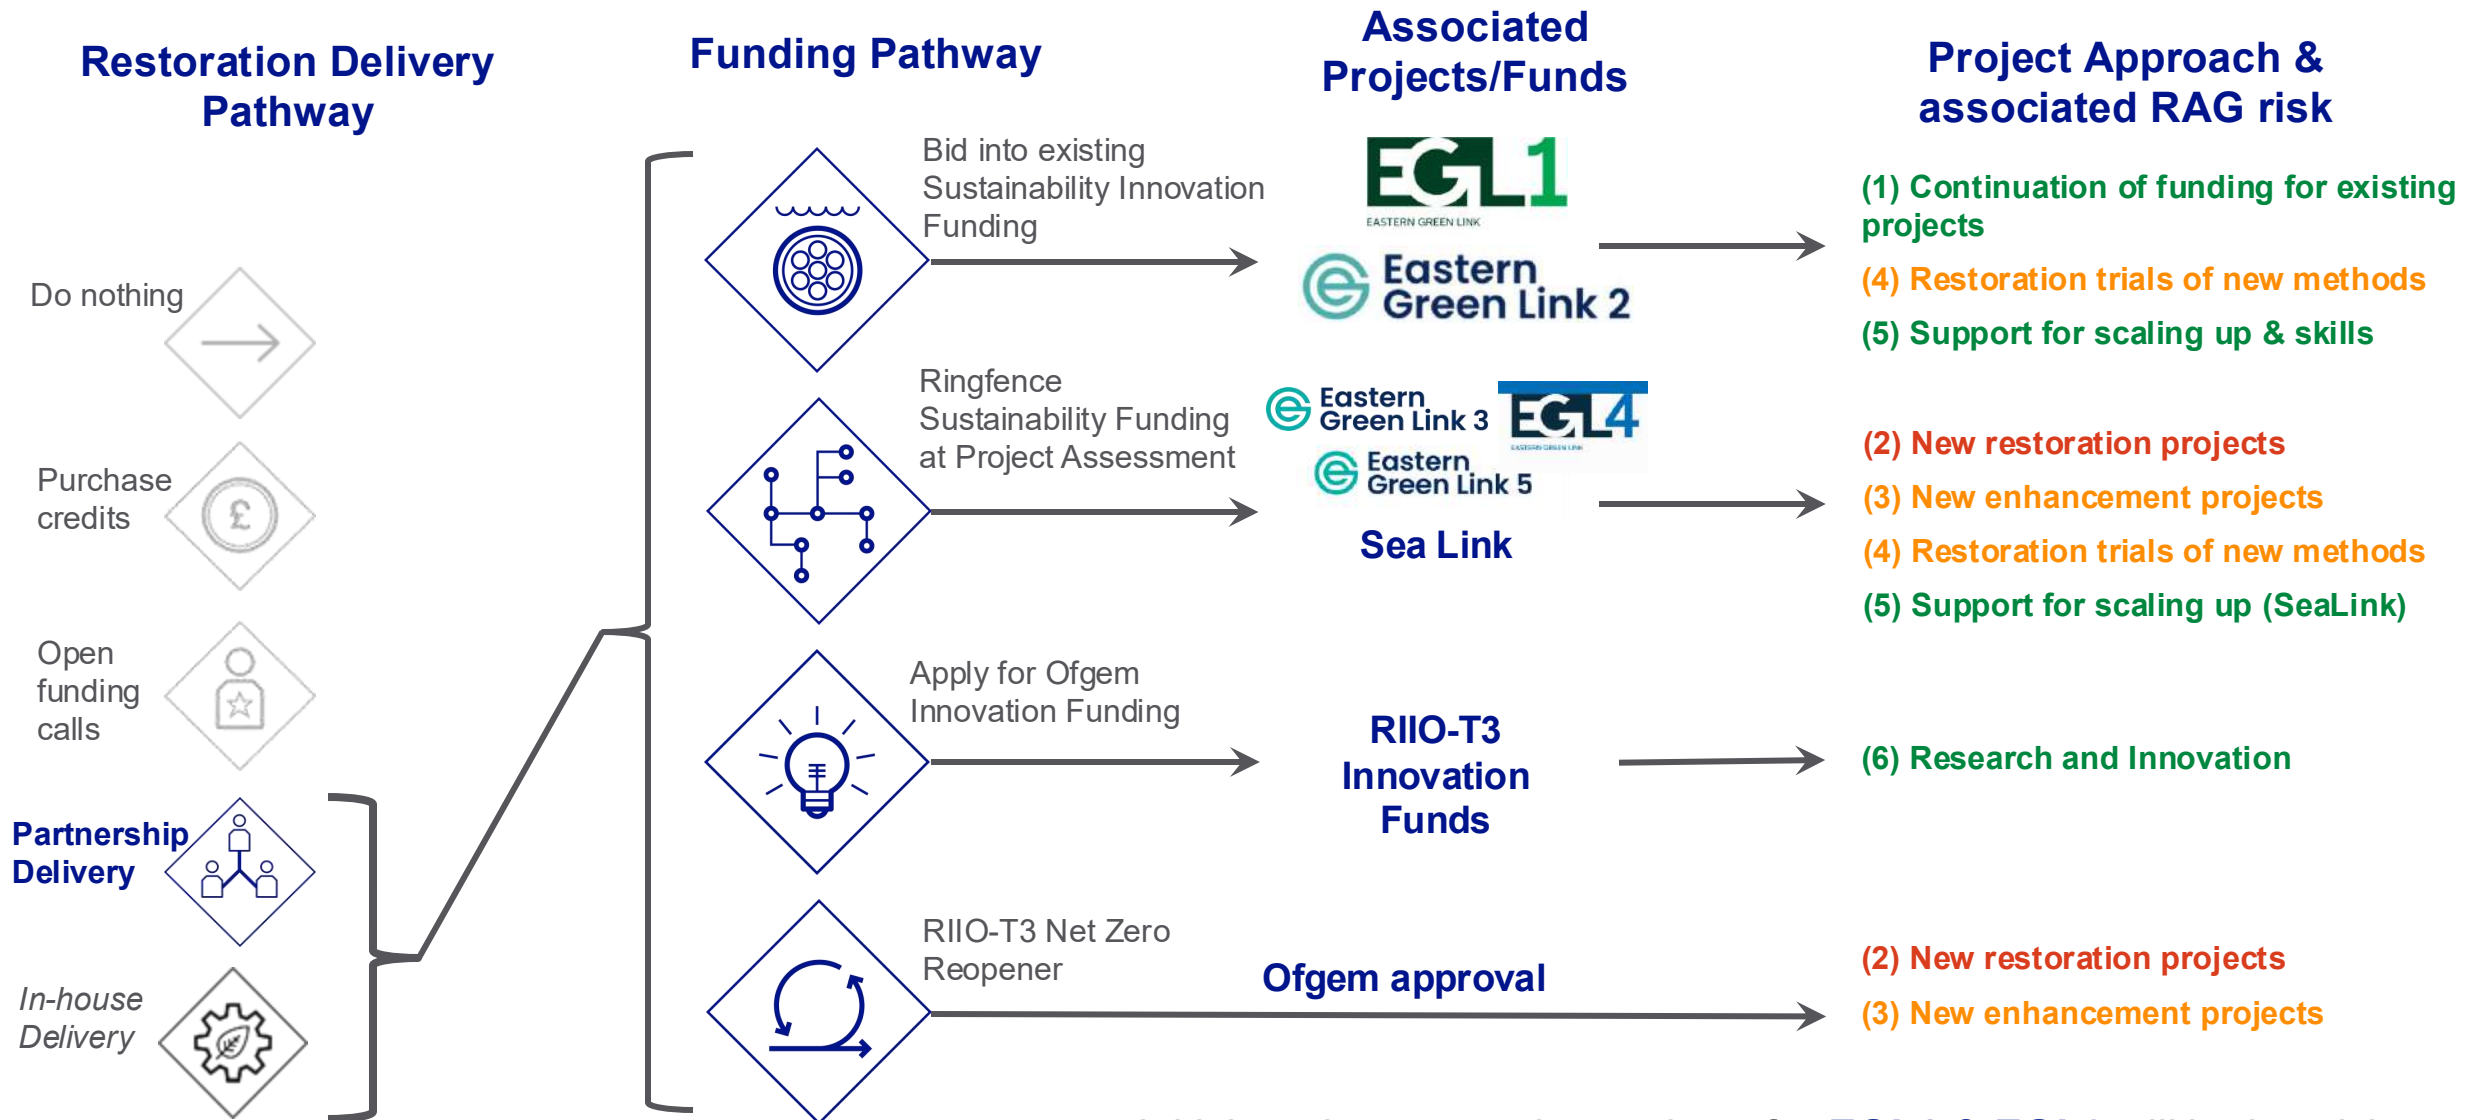 Restoration Delivery
Pathway
Do nothing
Purchase
credits
£
Open
funding
calls
Partnership
Delivery
In-house
Delivery
Funding Pathway
Bid into existing
Sustainability Innovation
Funding
Ringfence
Sustainability Funding
at Project Assessment
Apply for Ofgem
Innovation Funding
RIIO-T3 Net Zero
Reopener
Associated
Projects/Funds
EGL1
EASTERN GREEN LINK
Eastern
Green Link 2
Eastern
Green Link 3
EGL4
EASTERN GREEN LINK
Eastern
Green Link 5
Sea Link
RIIO-T3
Innovation
Funds
Ofgem approval
Project Approach &
associated RAG risk
(1) Continuation of funding for existing
projects
(4) Restoration trials of new methods
(5) Support for scaling up & skills
(2) New restoration projects
(3) New enhancement projects
(4) Restoration trials of new methods
(5) Support for scaling up (SeaLink)
(6) Research and Innovation
(2) New restoration projects
(3) New enhancement projects